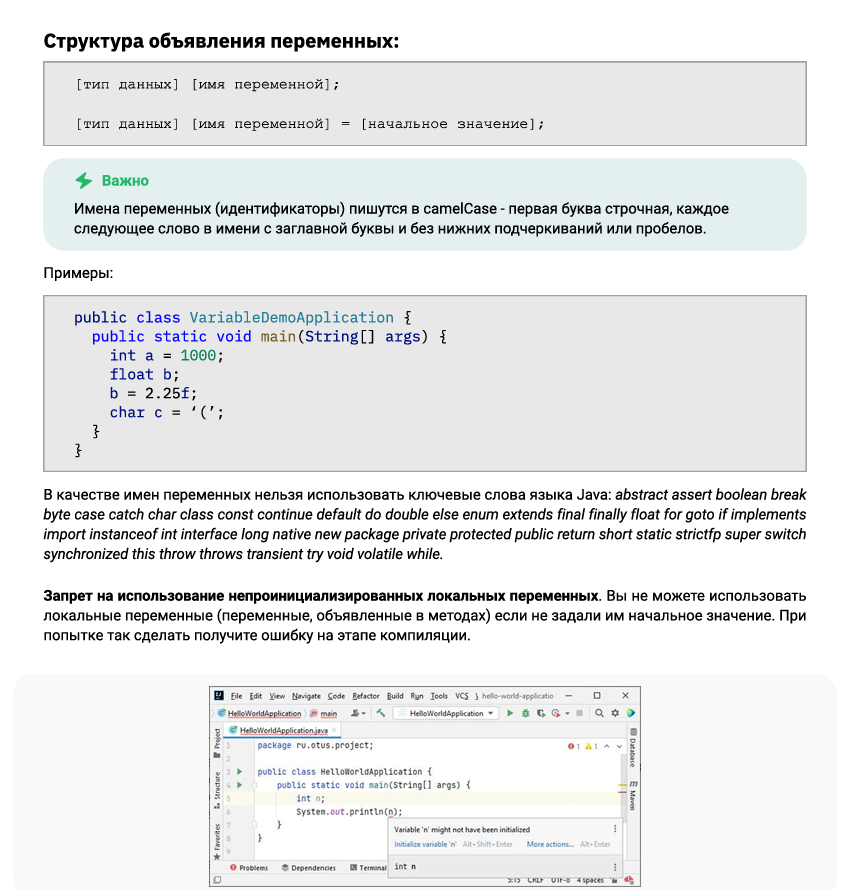 Структура объявления переменных:
[тип данных] [имя переменной];
[тип данных] [имя переменной] = [начальное значение];
Важно
Имена переменных (идентификаторы) пишутся в camelCase - первая буква строчная, каждое
следующее слово в имени с заглавной буквы и без нижних подчеркиваний или пробелов.
Примеры:
public class VariableDemoApplication {
public static void main(String[] args) {
int a = 1000;
float b;
b = 2.25f;
char c = ‘(’;
}
}
В качестве имен переменных нельзя использовать ключевые слова языка Java: abstract assert boolean break
byte case catch char class const continue default do double else enum extends final finally float for goto if implements
import instanceof int interface long native new package private protected public return short static strictfp super switch
synchronized this throw throws transient try void volatile while.
Запрет на использование непроинициализированных локальных переменных. Вы не можете использовать
локальные переменные (переменные, объявленные в методах) если не задали им начальное значение. При
попытке так сделать получите ошибку на этапе компиляции.
File Edit View Navigate Code Refactor Build Run Tools VCS hello-world-applicatio
HelloWorldApplication main HelloWorldApplication
HelloWorldApplication.java
Project
Structure
Favorites
Database
Maven
1 package ru.otus.project; 1 1
2
3 public class HelloWorldApplication {
4 public static void main(String[] args) {
5 int n;
6 System.out.println(n);
7 }
8 }
9
Variable 'n' might not have been initialized
Initialize variable 'n' Alt+Shift+Enter More actions... Alt+Enter
int n
Problems Dependencies Terminal
5:15 CRLF UTF-8 4 spaces